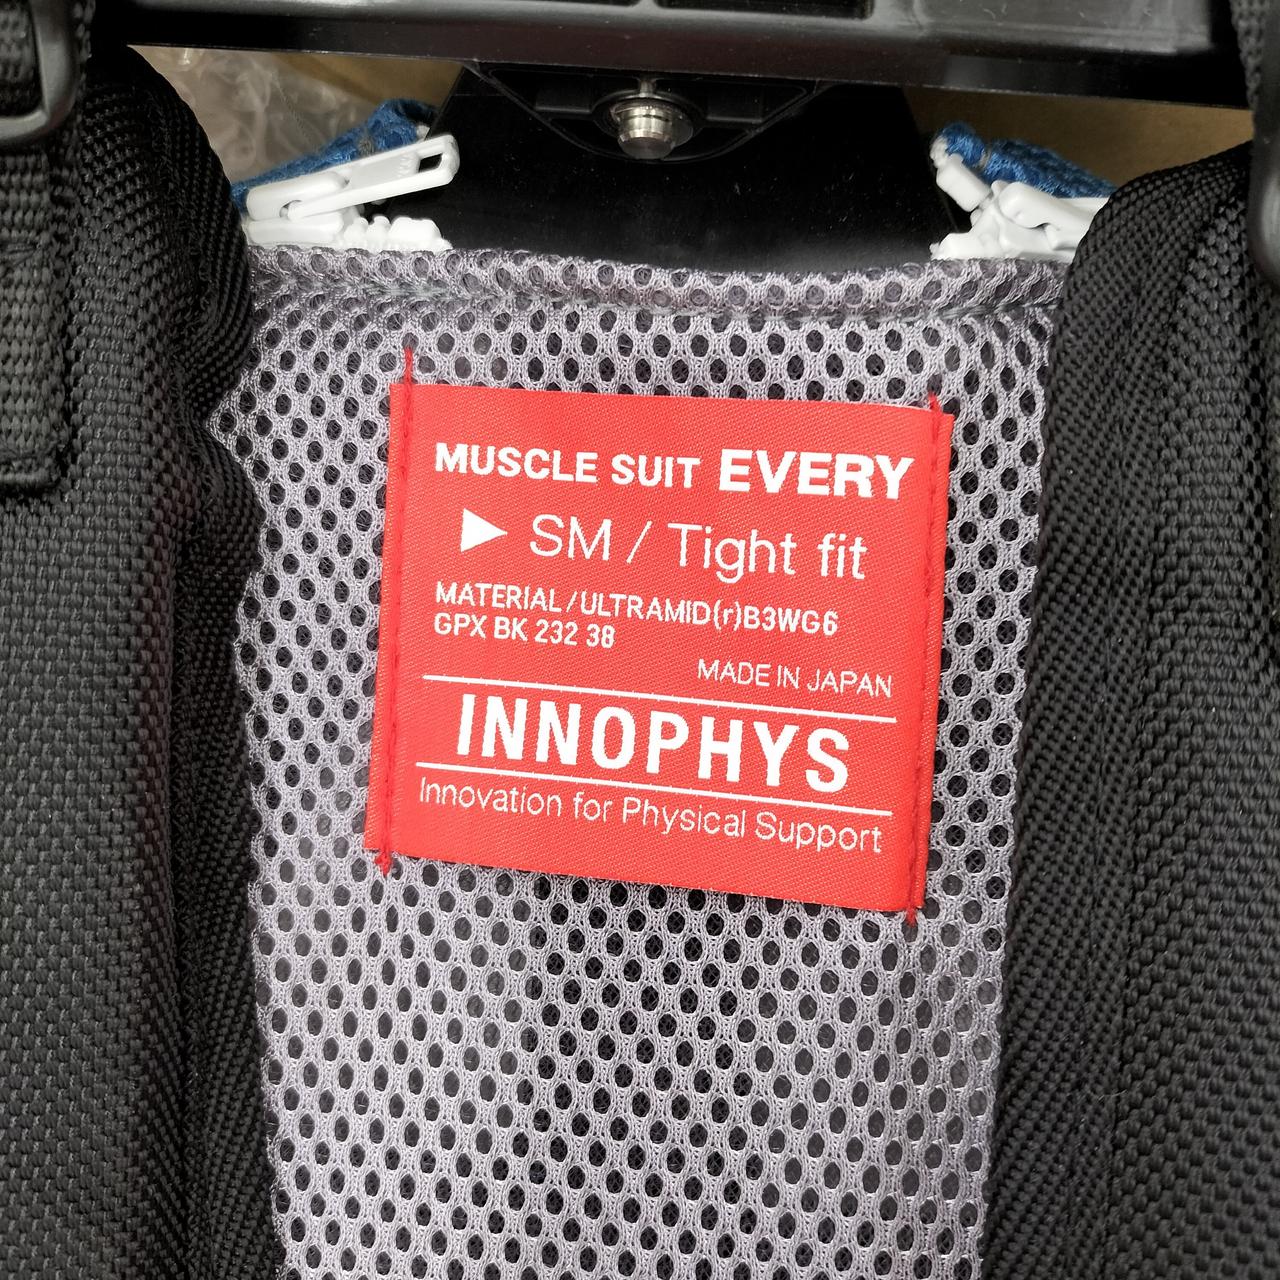 MUSCLE SUIT EVERY
▶ SM / Tight fit
MATERIAL/ULTRAMID(r)B3WG6
GPX BK 232 38
MADE IN JAPAN
INNOPHYS
Innovation for Physical Support